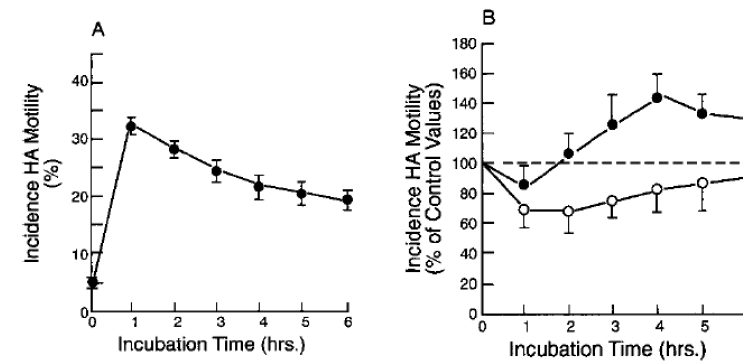 A
Incidence HA Motility
(%)
40
30
20
10
0
0 1 2 3 4 5 6
Incubation Time (hrs.)
B
Incidence HA Motility
(% of Control Values)
180
160
140
120
100
80
60
40
20
0
0 1 2 3 4 5
Incubation Time (hrs.)